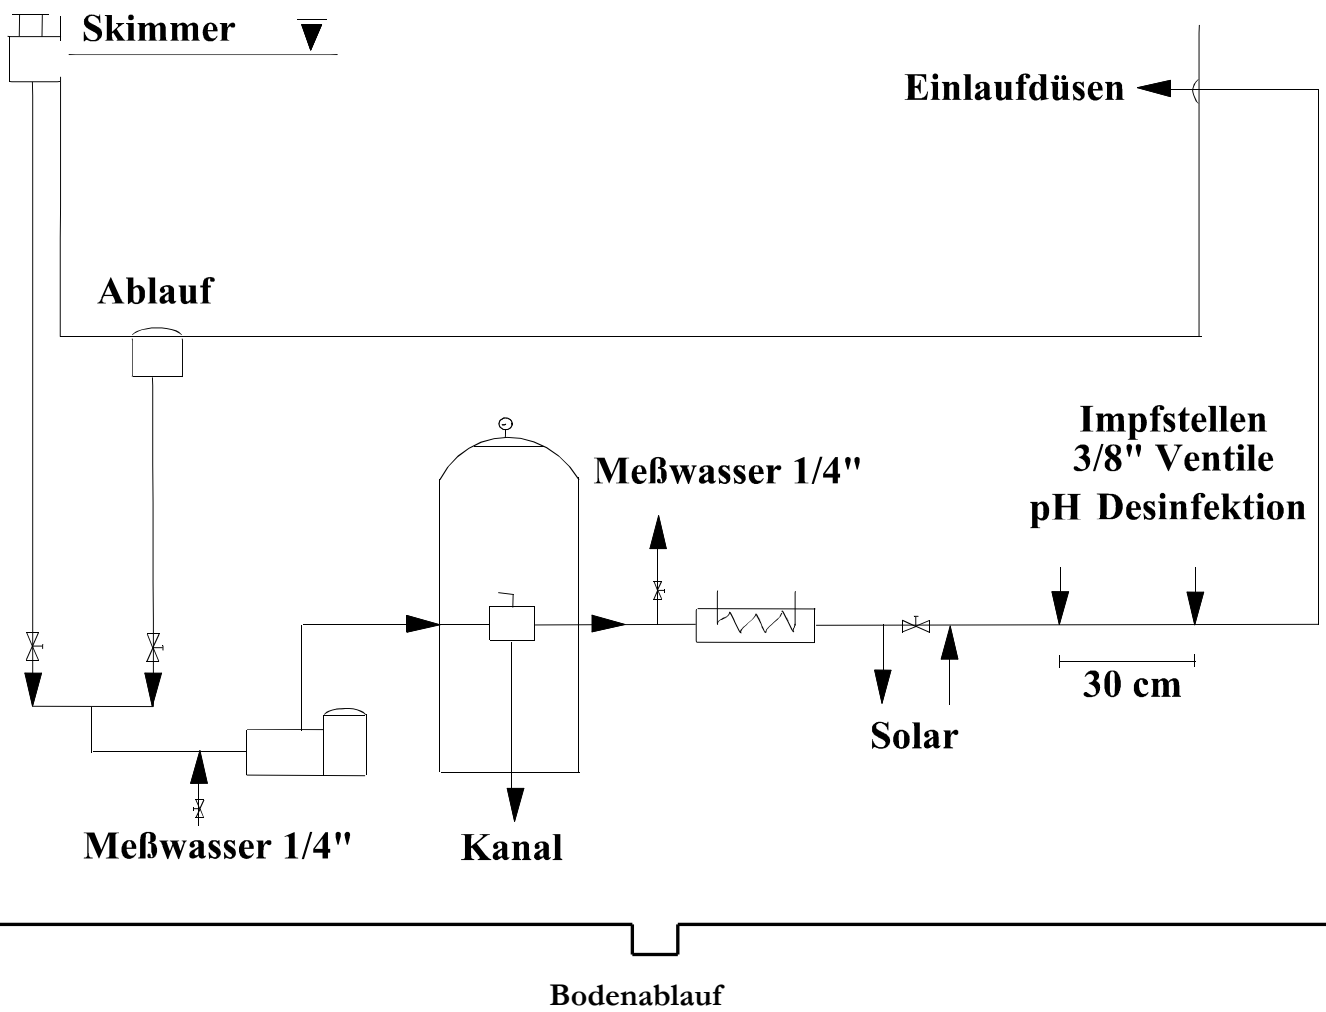 Skimmer
Einlaufdüsen
Ablauf
Impfstellen
3/8" Ventile
pH Desinfektion
Meßwasser 1/4"
30 cm
Solar
Meßwasser 1/4"
Kanal
Bodenablauf